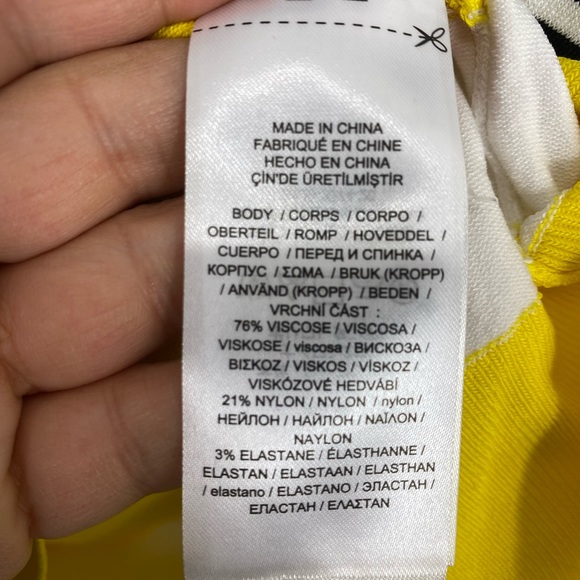 MADE IN CHINA
FABRIQUÉ EN CHINE
HECHO EN CHINA
ÇİN'DE ÜRETİLMİŞTİR
BODY / CORPS / CORPO /
OBERTEIL / ROMP / HOVEDDEL /
CUERPO / ПЕРЕД И СПИНКА /
КОРПУС / ΣΩΜΑ / BRUK (KROPP)
/ ANVÄND (KROPP) / BEDEN /
VRCHNÍ ČÁST :
76% VISCOSE / VISCOSA /
VISKOSE / viscosa / ВИСКОЗА /
ΒΙΣΚΟΖ / VISKOS / VİSKOZ /
VISKÓZOVÉ HEDVÁBÍ
21% NYLON / NYLON / nylon /
НЕЙЛОН / НАЙЛОН / ΝΑΪΛΟΝ /
NAYLON
3% ELASTANE / ÉLASTHANNE /
ELASTAN / ELASTAAN / ELASTHAN
/ elastano / ELASTANO / ЭЛАСТАН /
ЕЛАСТАН / ΕΛΑΣΤΑΝ